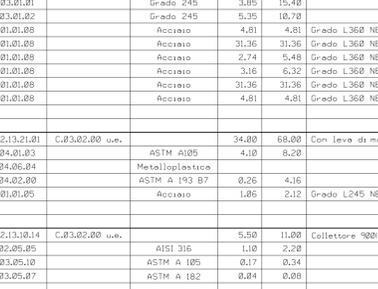 03.01.01 Grado 245 3.85 15.40
03.01.02 Grado 245 5.35 10.70
01.01.08 Acciaio 4.81 4.81 Grado L360 NE
01.01.08 Acciaio 31.36 31.36 Grado L360 NE
01.01.08 Acciaio 2.74 5.48 Grado L360 NE
01.01.08 Acciaio 3.16 6.32 Grado L360 NE
01.01.08 Acciaio 31.36 31.36 Grado L360 NE
01.01.08 Acciaio 4.81 4.81 Grado L360 NE
2.13.21.01 C.03.02.00 u.e. 34.00 68.00 Con leva di m
04.01.03 ASTM A105 4.10 8.20
04.06.04 Metalloplastica
04.02.00 ASTM A 193 B7 0.26 4.16
01.01.05 Acciaio 1.06 2.12 Grado L245 NE
2.13.10.14 C.03.02.00 u.e. 5.50 11.00 Collettore 900
02.05.05 AISI 316 1.10 2.20
03.05.10 ASTM A 105 0.17 0.34
03.05.07 ASTM A 182 0.04 0.08